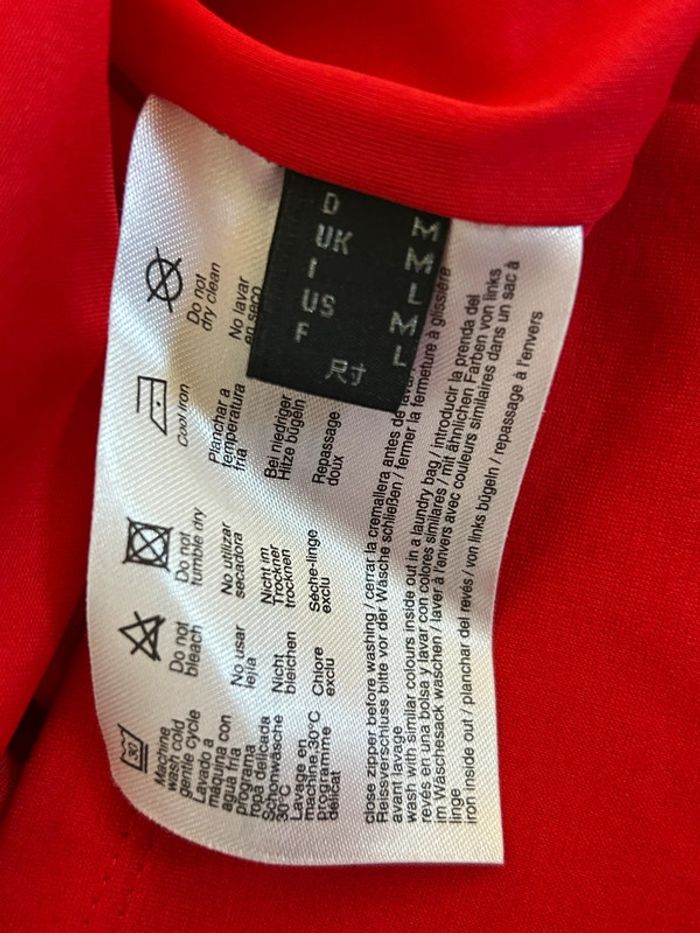 D M
UK M
I L
US M
F L
尺寸
30
Machine
wash cold
gentle cycle
Lavado a
máquina con
agua fría
programa
ropa delicada
Schonwäsche
30°C
Lavage en
machine,30°C
programme
délicat
Do not
bleach
No usar
lejía
Nicht
bleichen
Chlore
exclu
Do not
tumble dry
No utilizar
secadora
Nicht im
Trockner
trocknen
Séche-linge
exclu
Cool iron
Planchar a
temperatura
fria
Bei niedriger
Hitze bügeln
Repassage
doux
Do not
dry clean
No lavar
en seco
close zipper before washing / cerrar la cremallera antes de lavar
Reissverschluss bitte vor der Wäsche schließen / fermer la fermeture à glissière
avant lavage
wash with similar colours inside out in a laundry bag / introducir la prenda del
revés en una bolsa y lavar con colores similares / mit ähnlichen Farben von links
im Wäschesack waschen / laver à l'envers avec couleurs similaires dans un sac à
linge
iron inside out / planchar del revés / von links bügeln / repassage à l'envers